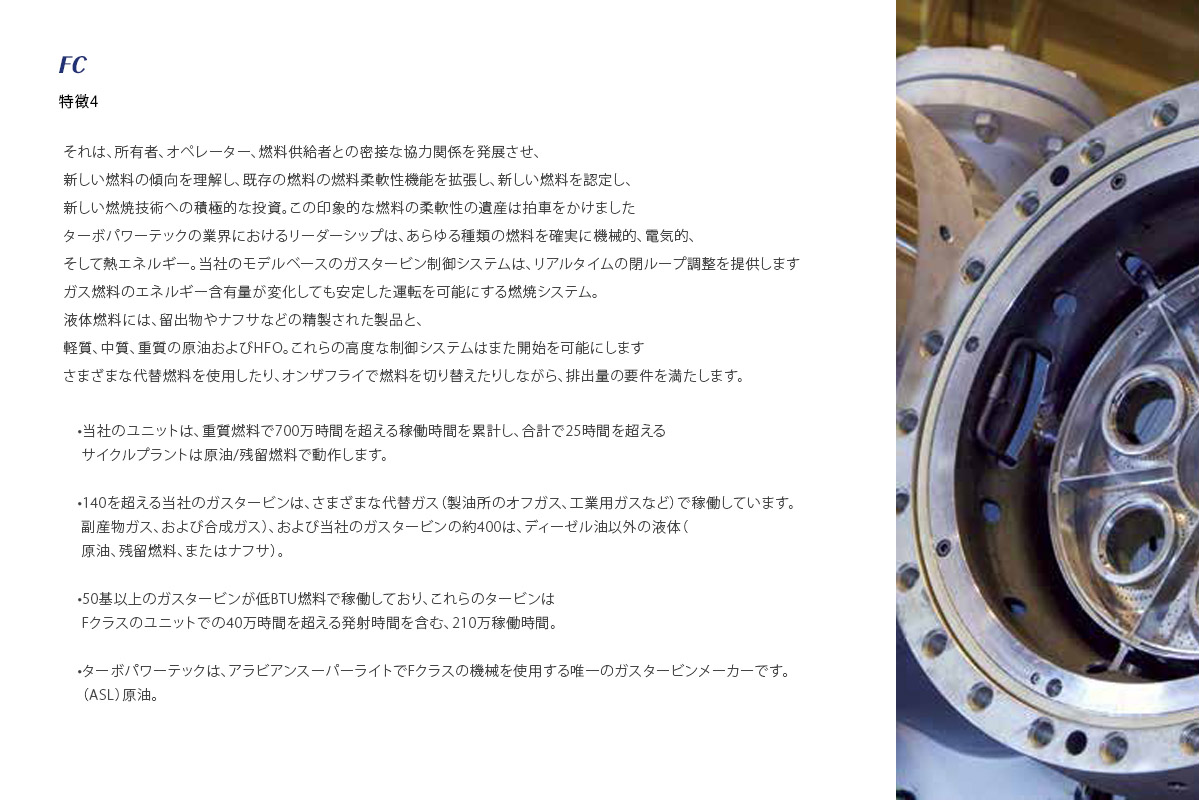 FC
特徴4
それは、所有者、オペレーター、燃料供給者との密接な協力関係を発展させ、
新しい燃料の傾向を理解し、既存の燃料の燃料柔軟性機能を拡張し、新しい燃料を認定し、
新しい燃焼技術への積極的な投資。この印象的な燃料の柔軟性の遺産は拍車をかけました
ターボパワーテックの業界におけるリーダーシップは、あらゆる種類の燃料を確実に機械的、電気的、
そして熱エネルギー。当社のモデルベースのガスタービン制御システムは、リアルタイムの閉ループ調整を提供します
ガス燃料のエネルギー含有量が変化しても安定した運転を可能にする燃焼システム。
液体燃料には、留出物やナフサなどの精製された製品と、
軽質、中質、重質の原油およびHFO。これらの高度な制御システムはまた開始を可能にします
さまざまな代替燃料を使用したり、オンザフライで燃料を切り替えたりしながら、排出量の要件を満たします。
•当社のユニットは、重質燃料で700万時間を超える稼働時間を累計し、合計で25時間を超える
サイクルプラントは原油/残留燃料で動作します。
•140を超える当社のガスタービンは、さまざまな代替ガス（製油所のオフガス、工業用ガスなど）で稼働しています。
副産物ガス、および合成ガス）、および当社のガスタービンの約400は、ディーゼル油以外の液体（
原油、残留燃料、またはナフサ）。
•50基以上のガスタービンが低BTU燃料で稼働しており、これらのタービンは
Fクラスのユニットでの40万時間を超える発射時間を含む、210万稼働時間。
•ターボパワーテックは、アラビアンスーパーライトでFクラスの機械を使用する唯一のガスタービンメーカーです。
（ASL）原油。